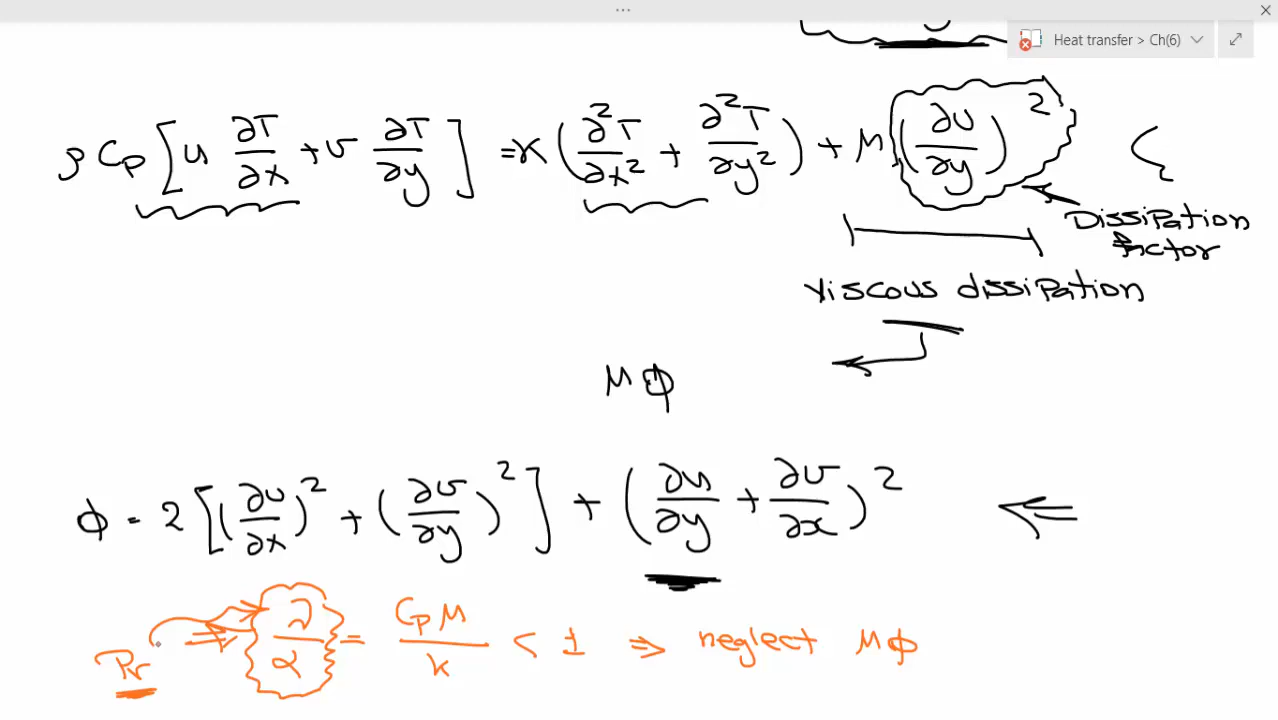 Heat transfer > Ch(6)
ρ Cp [u ∂T/∂x + v ∂T/∂y] = k (∂²T/∂x² + ∂²T/∂y²) + μ (∂u/∂y)²
Dissipation
factor
viscous dissipation
μ Φ
Φ = 2 [(∂u/∂x)² + (∂v/∂y)²] + (∂u/∂y + ∂v/∂x)² ⇐
Pr ⇒ ν/α = Cp μ/k < 1 ⇒ neglect μΦ